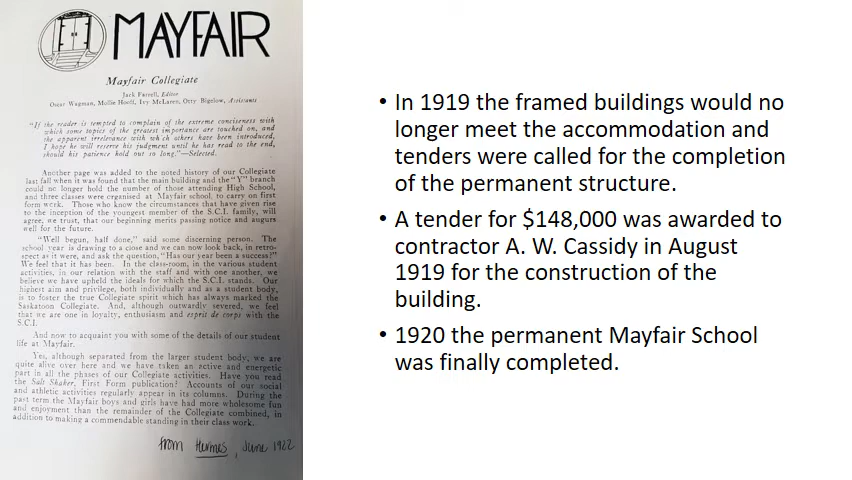 MAYFAIR
Mayfair Collegiate
Jack Farrell, Editor
Oscar Wagman, Mollie Hooff, Ivy McLaren, Orty Bigelow, Assistants
"If the reader is tempted to complain of the extreme conciseness with
which some topics of the greatest importance are touched on, and
the apparent irrelevance with which others have been introduced,
I hope he will reserve his judgment until he has read to the end,
should his patience hold out so long."—Selected.
Another page was added to the noted history of our Collegiate
last fall when it was found that the main building and the "Y" branch
could no longer hold the number of those attending High School,
and three classes were organised at Mayfair school, to carry on first
form work. Those who know the circumstances that have given rise
to the inception of the youngest member of the S.C.I. family, will
agree, we trust, that our beginning merits passing notice and augurs
well for the future.
"Well begun, half done," said some discerning person. The
school year is drawing to a close and we can now look back, in retro-
spect as it were, and ask the question, "Has our year been a success?"
We feel that it has been. In the class-room, in the various student
activities, in our relation with the staff and with one another, we
believe we have upheld the ideals for which the S.C.I. stands. Our
highest aim and privilege, both individually and as a student body,
is to foster the true Collegiate spirit which has always marked the
Saskatoon Collegiate. And, although outwardly severed, we feel
that we are one in loyalty, enthusiasm and esprit de corps with the
S.C.I.
And now to acquaint you with some of the details of our student
life at Mayfair.
Yes, although separated from the larger student body, we are
quite alive over here and we have taken an active and energetic
part in all the phases of our Collegiate activities. Have you read
the Salt Shaker, First Form publication? Accounts of our social
and athletic activities regularly appear in its columns. During the
past term the Mayfair boys and girls have had more wholesome fun
and enjoyment than the remainder of the Collegiate combined, in
addition to making a commendable standing in their class work.
from Hermes, June 1922
• In 1919 the framed buildings would no
longer meet the accommodation and
tenders were called for the completion
of the permanent structure.
• A tender for $148,000 was awarded to
contractor A. W. Cassidy in August
1919 for the construction of the
building.
• 1920 the permanent Mayfair School
was finally completed.